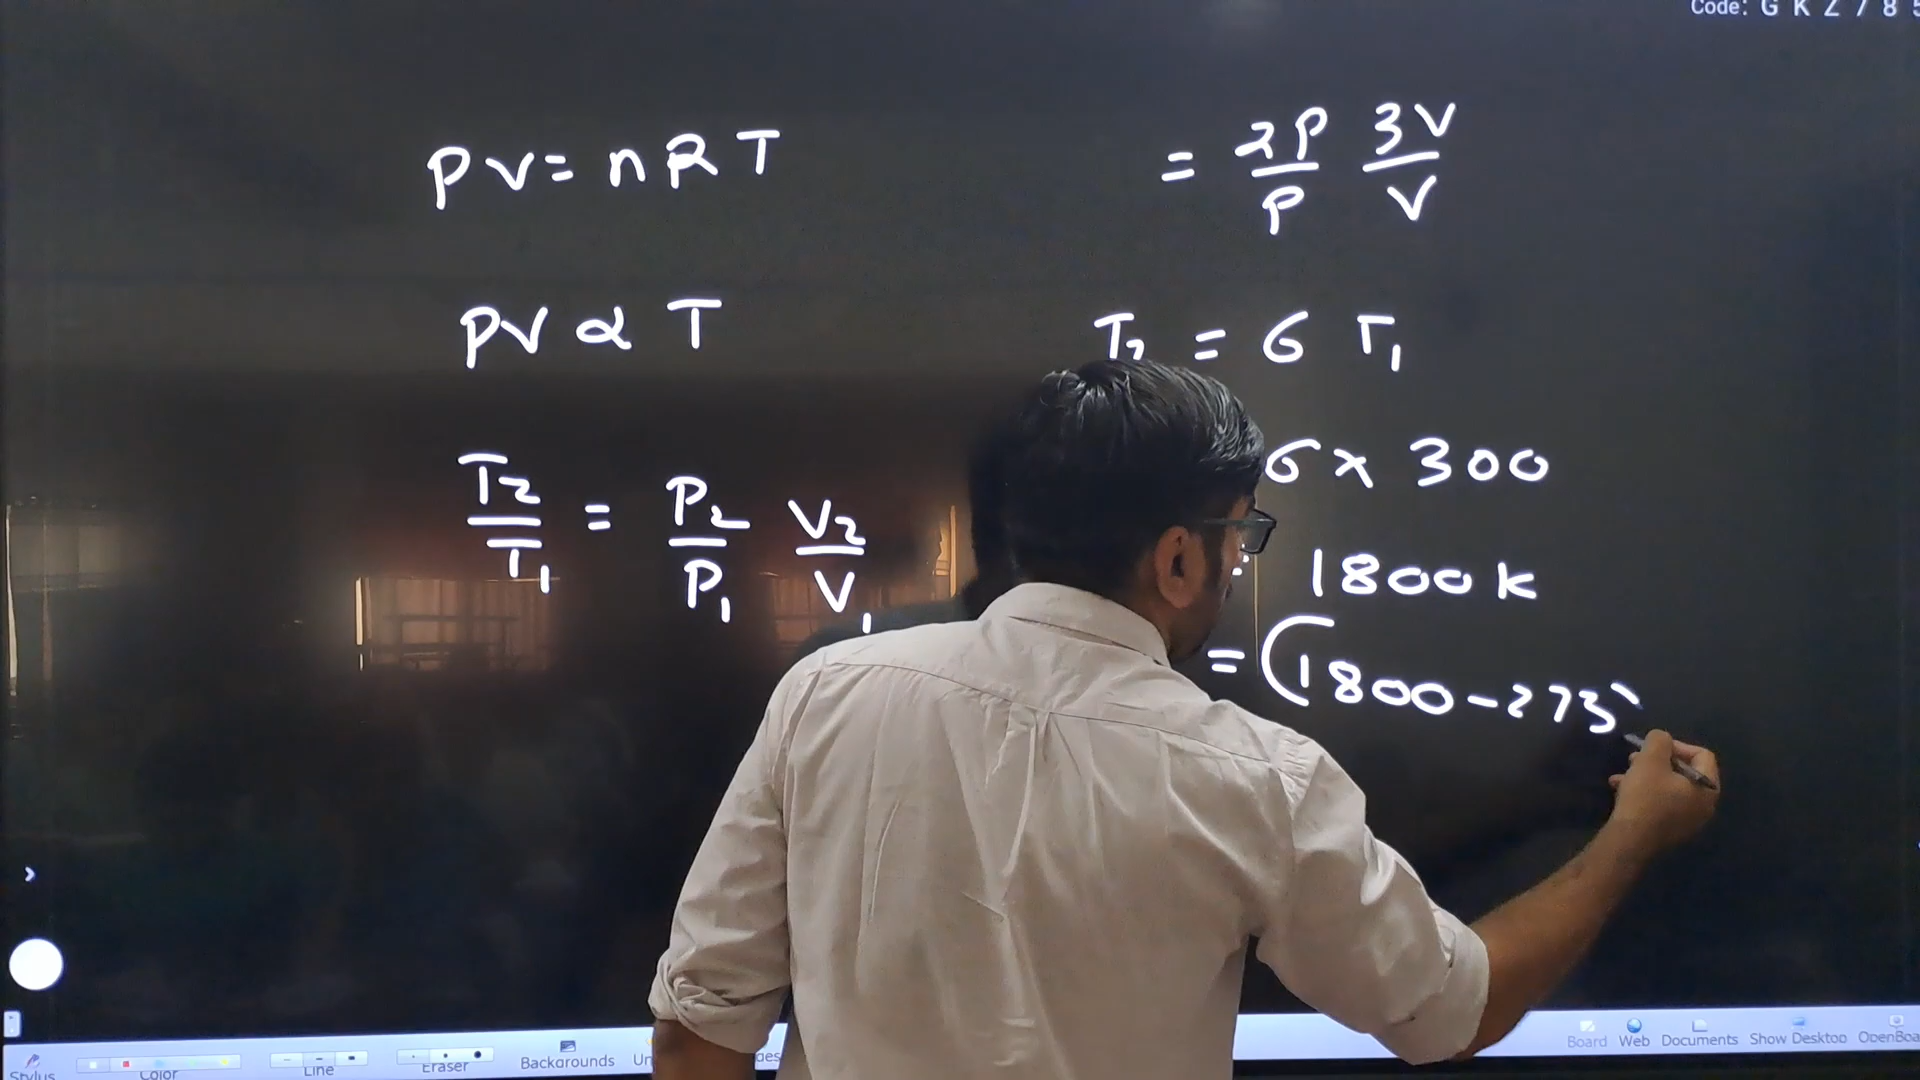 Code: G K Z 7 8 5
PV = nRT
PV ∝ T
T2/T1 = P2/P1 V2/V1
= 2P/P 3V/V
T2 = 6 T1
6 × 300
1800 K
= (1800 - 273)
Stylus Color Line Eraser Backgrounds Board Web Documents Show Desktop